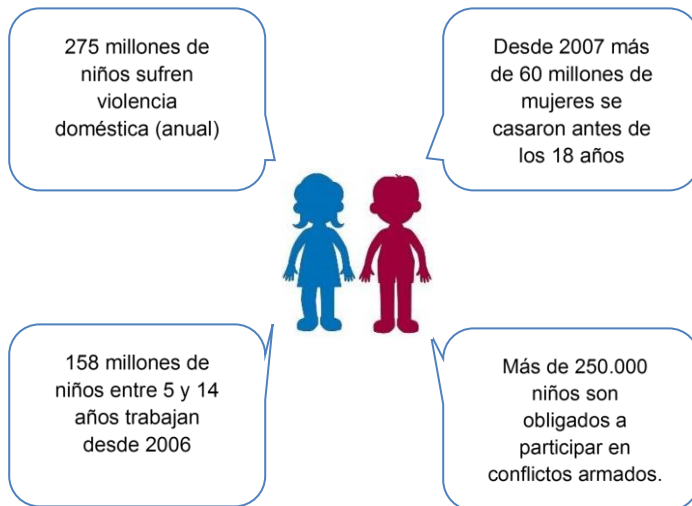 275 millones de
niños sufren
violencia
doméstica (anual)
Desde 2007 más
de 60 millones de
mujeres se
casaron antes de
los 18 años
158 millones de
niños entre 5 y 14
años trabajan
desde 2006
Más de 250.000
niños son
obligados a
participar en
conflictos armados.